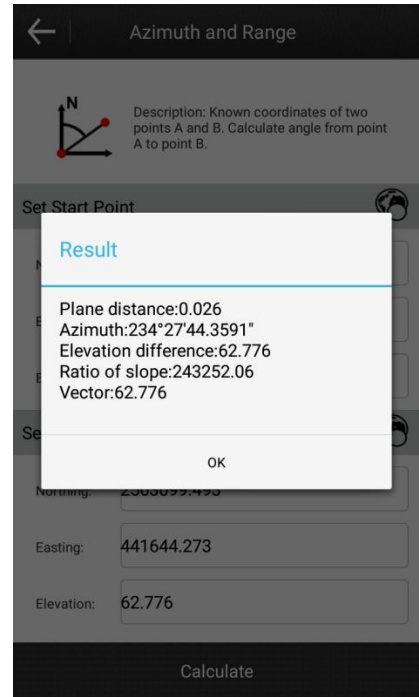 Azimuth and Range
N
Description: Known coordinates of two
points A and B. Calculate angle from point
A to point B.
Set Start Point
Result
Plane distance:0.026
Azimuth:234°27'44.3591"
Elevation difference:62.776
Ratio of slope:243252.06
Vector:62.776
OK
Northing:
Easting: 441644.273
Elevation: 62.776
Calculate